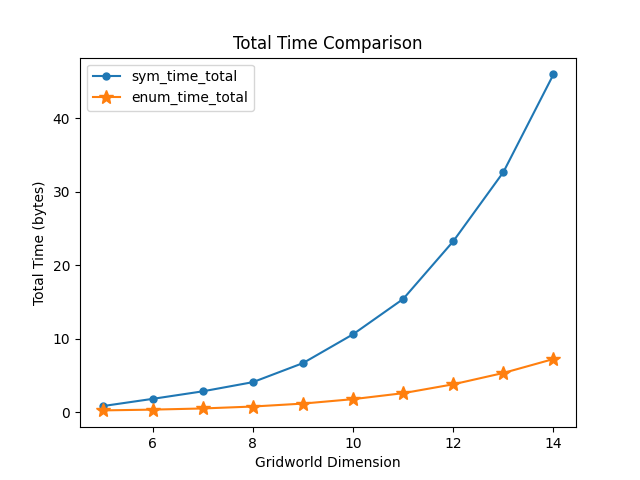 Total Time Comparison
sym_time_total
enum_time_total
Total Time (bytes)
40
30
20
10
0
6 8 10 12 14
Gridworld Dimension